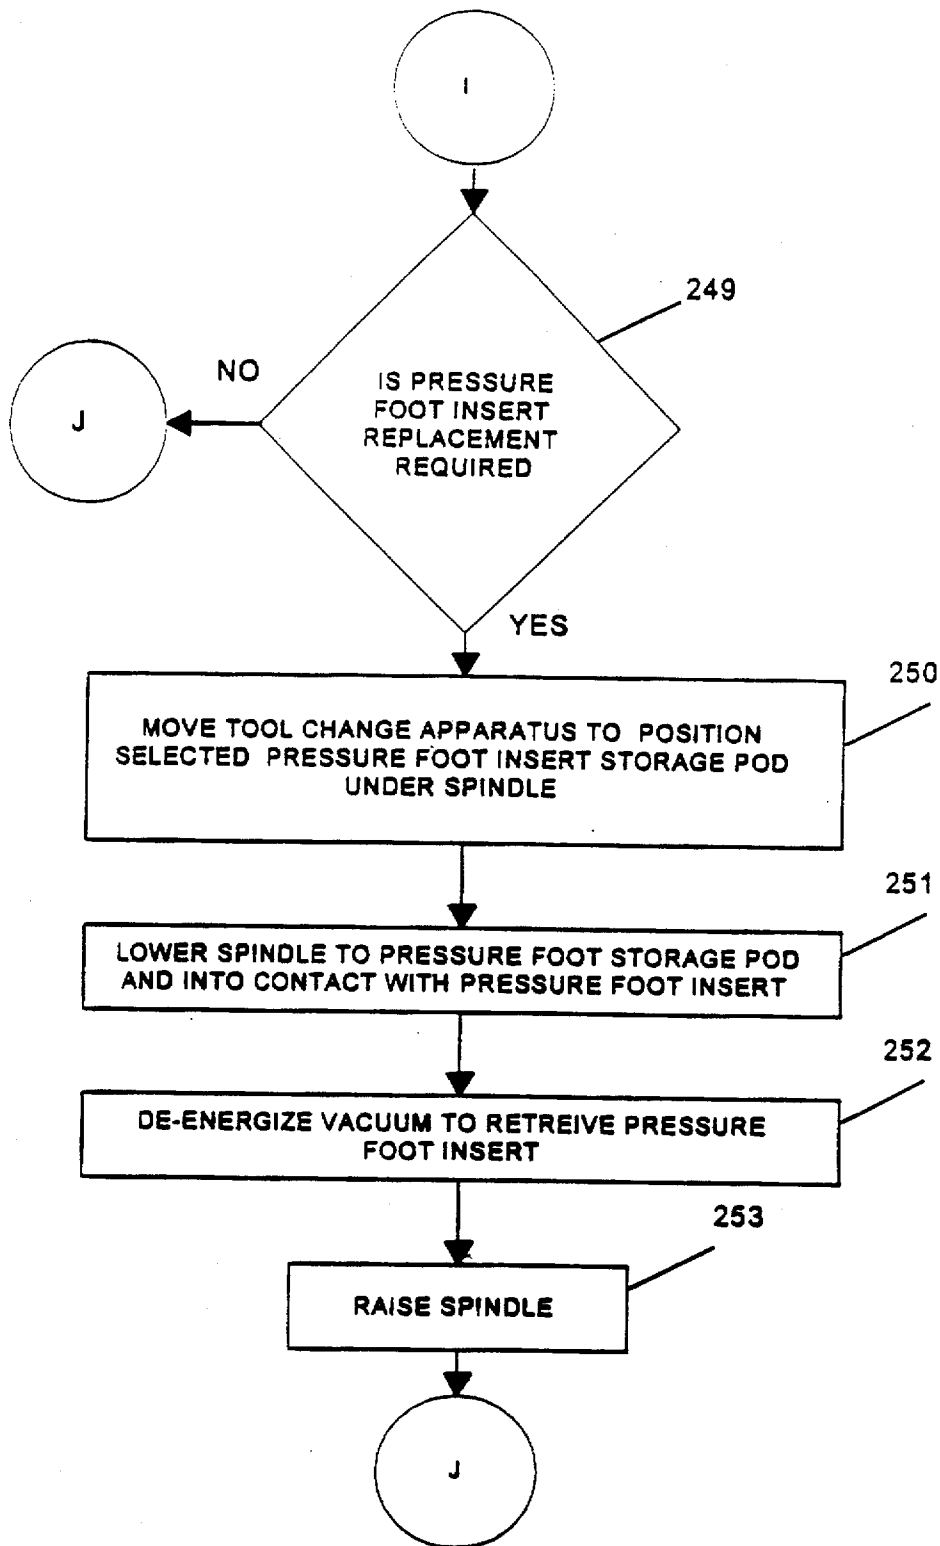 I
249
NO
IS PRESSURE
FOOT INSERT
REPLACEMENT
REQUIRED
J
YES
250
MOVE TOOL CHANGE APPARATUS TO POSITION
SELECTED PRESSURE FOOT INSERT STORAGE POD
UNDER SPINDLE
251
LOWER SPINDLE TO PRESSURE FOOT STORAGE POD
AND INTO CONTACT WITH PRESSURE FOOT INSERT
252
DE-ENERGIZE VACUUM TO RETREIVE PRESSURE
FOOT INSERT
253
RAISE SPINDLE
J